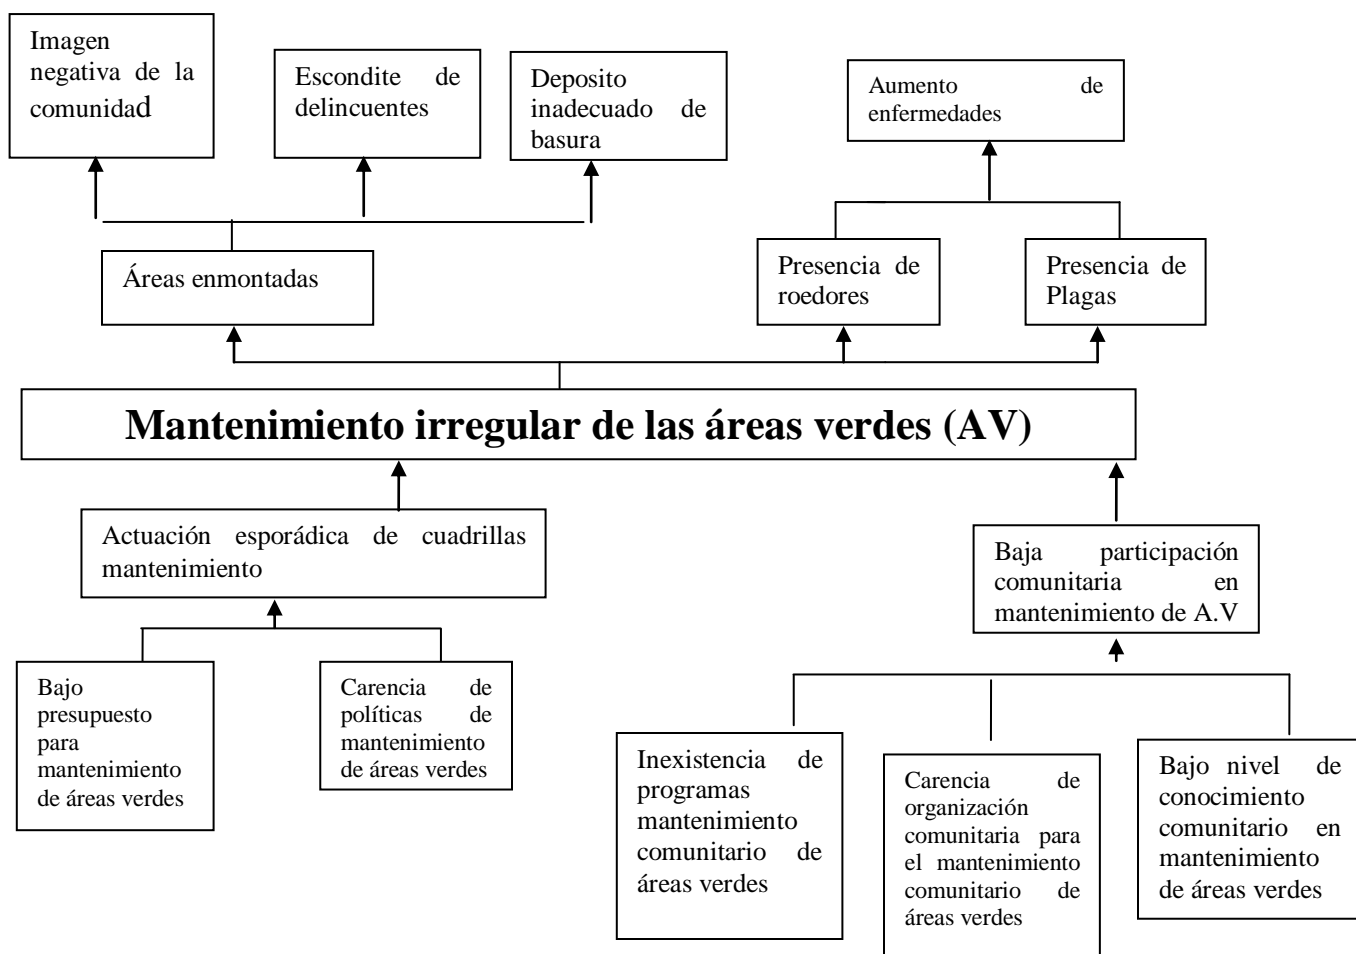 Imagen
negativa de la
comunidad
Escondite de
delincuentes
Deposito
inadecuado de
basura
Aumento de
enfermedades
Áreas enmontadas
Presencia de
roedores
Presencia de
Plagas
Mantenimiento irregular de las áreas verdes (AV)
Actuación esporádica de cuadrillas
mantenimiento
Baja participación
comunitaria en
mantenimiento de A.V
Bajo
presupuesto
para
mantenimiento
de áreas verdes
Carencia de
políticas de
mantenimiento
de áreas verdes
Inexistencia de
programas
mantenimiento
comunitario de
áreas verdes
Carencia de
organización
comunitaria para
el mantenimiento
comunitario de
áreas verdes
Bajo nivel de
conocimiento
comunitario en
mantenimiento
de áreas verdes